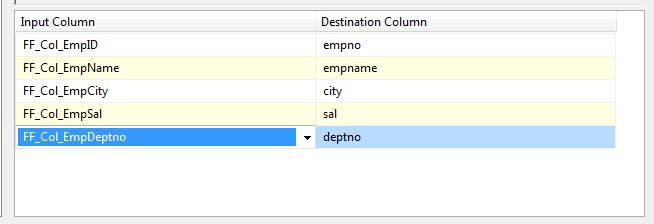 Input Column Destination Column
FF_Col_EmpID empno
FF_Col_EmpName empname
FF_Col_EmpCity city
FF_Col_EmpSal sal
FF_Col_EmpDeptno deptno